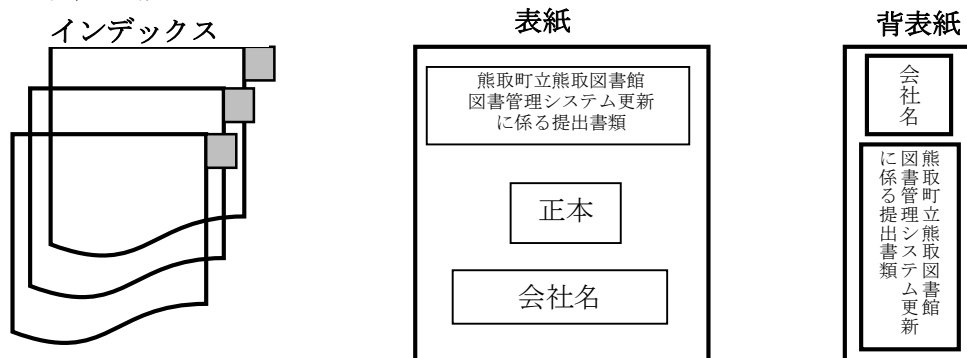 インデックス
表紙
熊取町立熊取図書館
図書管理システム更新
に係る提出書類
正本
会社名
背表紙
会社名
熊取町立熊取図書館
図書管理システム更新
に係る提出書類